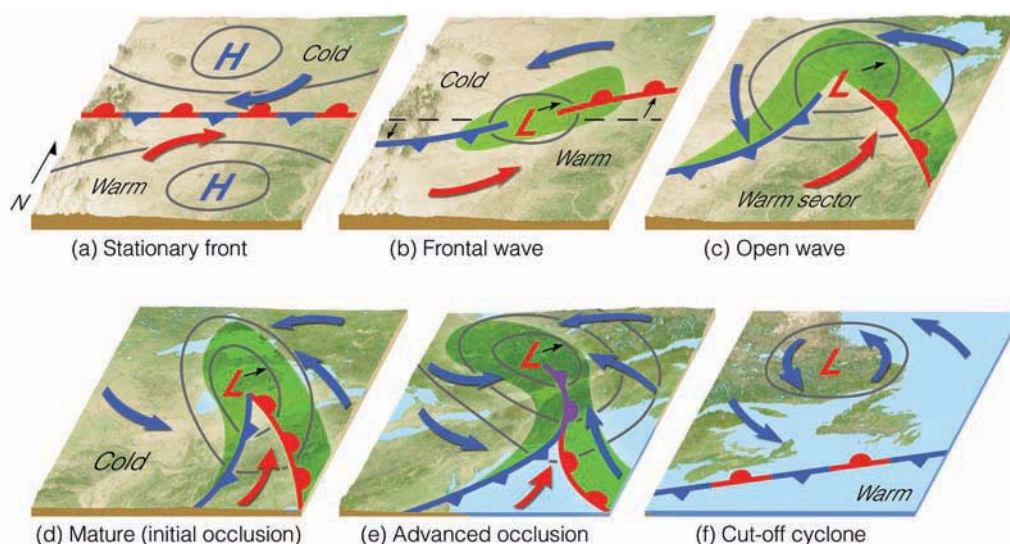 H
Cold
H
Warm
N
(a) Stationary front
Cold
L
Warm
(b) Frontal wave
L
Warm sector
(c) Open wave
L
Cold
(d) Mature (initial occlusion)
L
(e) Advanced occlusion
L
Warm
(f) Cut-off cyclone